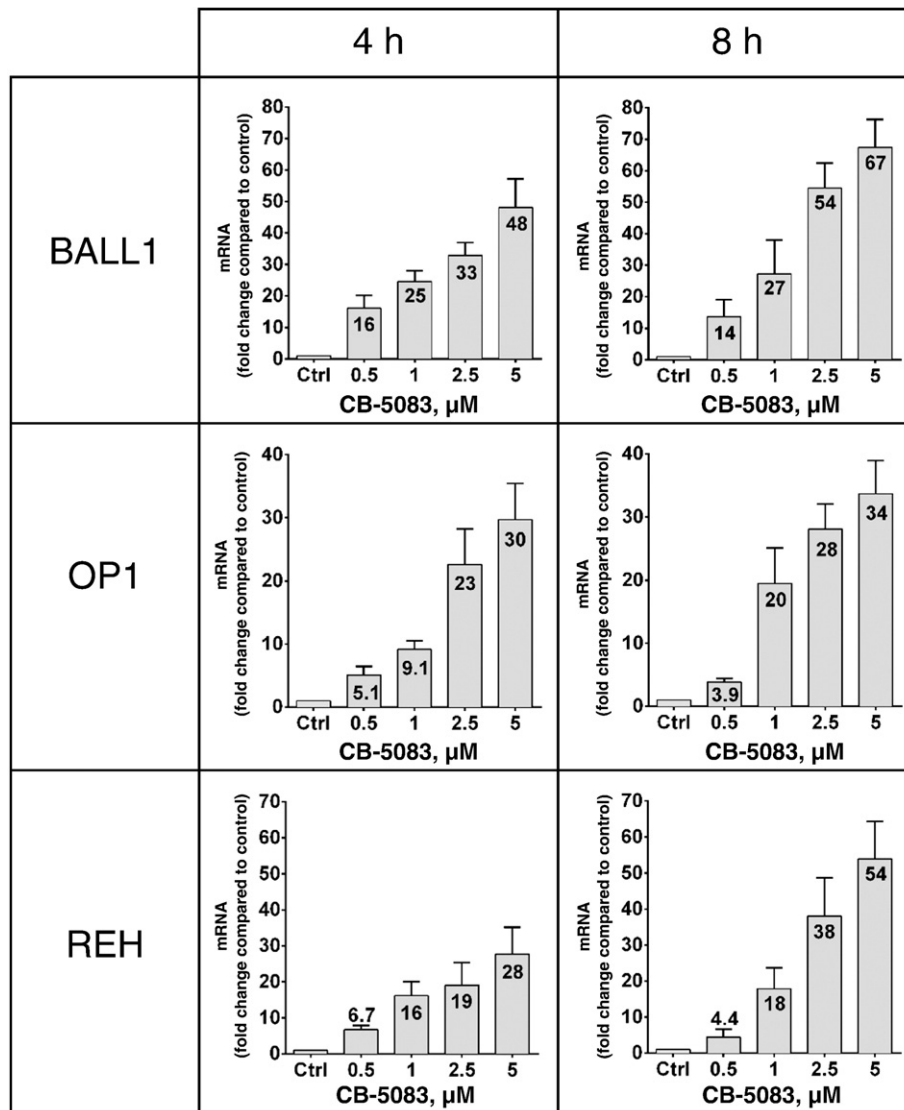 4 h
8 h
BALL1
mRNA
(fold change compared to control)
80
70
60
50
40
30
20
10
0
16
25
33
48
Ctrl 0.5 1 2.5 5
CB-5083, µM
mRNA
(fold change compared to control)
80
70
60
50
40
30
20
10
0
14
27
54
67
Ctrl 0.5 1 2.5 5
CB-5083, µM
OP1
mRNA
(fold change compared to control)
40
30
20
10
0
5.1
9.1
23
30
Ctrl 0.5 1 2.5 5
CB-5083, µM
mRNA
(fold change compared to control)
40
30
20
10
0
3.9
20
28
34
Ctrl 0.5 1 2.5 5
CB-5083, µM
REH
mRNA
(fold change compared to control)
70
60
50
40
30
20
10
0
6.7
16
19
28
Ctrl 0.5 1 2.5 5
CB-5083, µM
mRNA
(fold change compared to control)
70
60
50
40
30
20
10
0
4.4
18
38
54
Ctrl 0.5 1 2.5 5
CB-5083, µM